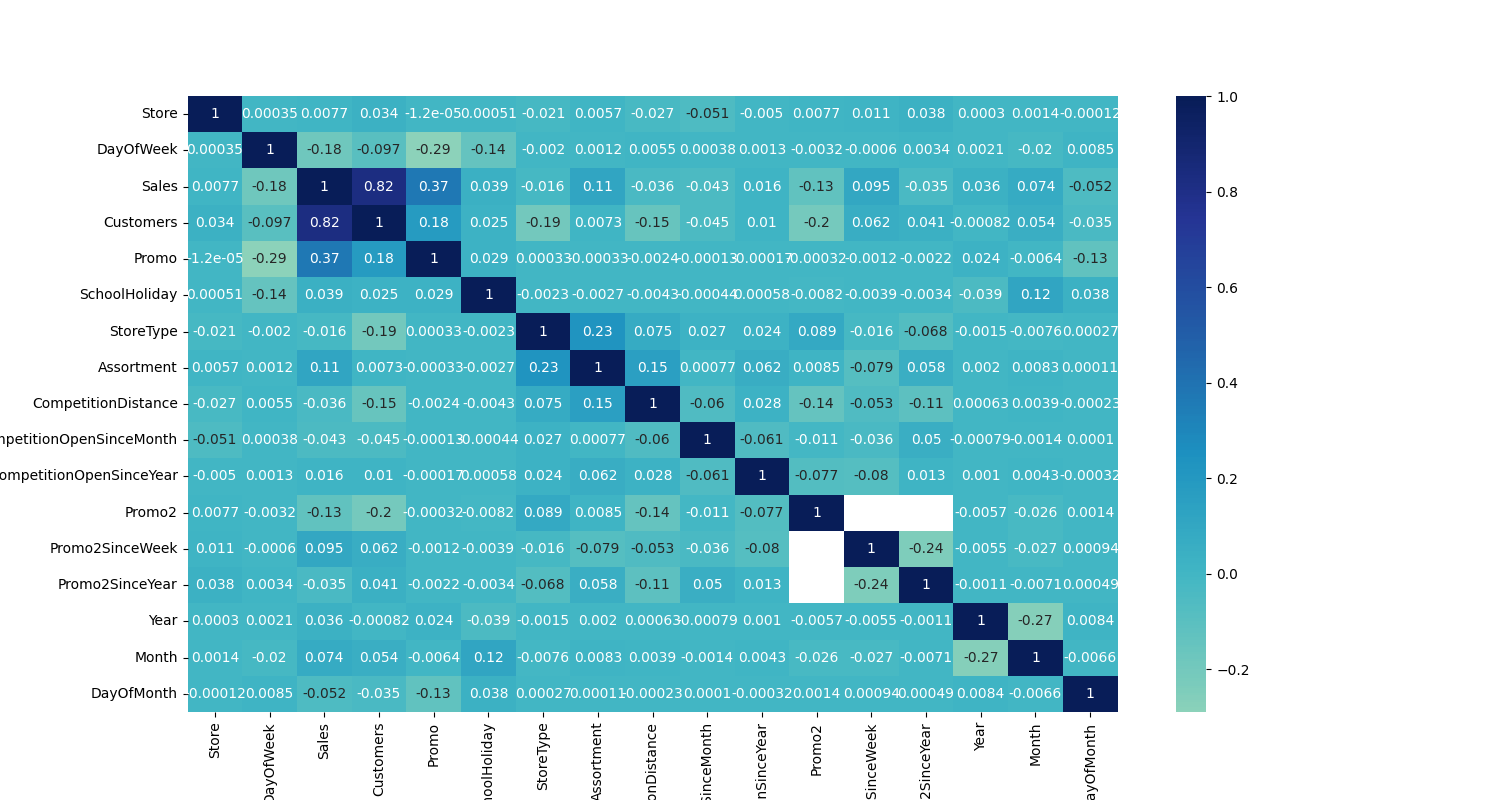 Store 1 0.00035 0.0077 0.034 -1.2e-05 0.00051 -0.021 0.0057 -0.027 -0.051 -0.005 0.0077 0.011 0.038 0.0003 0.0014 -0.00012
DayOfWeek 0.00035 1 -0.18 -0.097 -0.29 -0.14 -0.002 0.0012 0.0055 0.00038 0.0013 -0.0032 -0.0006 0.0034 0.0021 -0.02 0.0085
Sales 0.0077 -0.18 1 0.82 0.37 0.039 -0.016 0.11 -0.036 -0.043 0.016 -0.13 0.095 -0.035 0.036 0.074 -0.052
Customers 0.034 -0.097 0.82 1 0.18 0.025 -0.19 0.0073 -0.15 -0.045 0.01 -0.2 0.062 0.041 -0.00082 0.054 -0.035
Promo -1.2e-05 -0.29 0.37 0.18 1 0.029 0.00033 -0.00033 -0.0024 -0.00013 -0.00017 -0.00032 -0.0012 -0.0022 0.024 -0.0064 -0.13
SchoolHoliday 0.00051 -0.14 0.039 0.025 0.029 1 -0.0023 -0.0027 -0.0043 -0.00044 0.00058 -0.0082 -0.0039 -0.0034 -0.039 0.12 0.038
StoreType -0.021 -0.002 -0.016 -0.19 0.00033 -0.0023 1 0.23 0.075 0.027 0.024 0.089 -0.016 -0.068 -0.0015 -0.0076 0.00027
Assortment 0.0057 0.0012 0.11 0.0073 -0.00033 -0.0027 0.23 1 0.15 0.00077 0.062 0.0085 -0.079 0.058 0.002 0.0083 0.00011
CompetitionDistance -0.027 0.0055 -0.036 -0.15 -0.0024 -0.0043 0.075 0.15 1 -0.06 0.028 -0.14 -0.053 -0.11 0.00063 0.0039 -0.00023
mpetitionOpenSinceMonth -0.051 0.00038 -0.043 -0.045 -0.00013 -0.00044 0.027 0.00077 -0.06 1 -0.061 -0.011 -0.036 0.05 -0.00079 -0.0014 0.0001
ompetitionOpenSinceYear -0.005 0.0013 0.016 0.01 -0.00017 0.00058 0.024 0.062 0.028 -0.061 1 -0.077 -0.08 0.013 0.001 0.0043 -0.00032
Promo2 0.0077 -0.0032 -0.13 -0.2 -0.00032 -0.0082 0.089 0.0085 -0.14 -0.011 -0.077 1 -0.0057 -0.026 0.0014
Promo2SinceWeek 0.011 -0.0006 0.095 0.062 -0.0012 -0.0039 -0.016 -0.079 -0.053 -0.036 -0.08 1 -0.24 -0.0055 -0.027 0.00094
Promo2SinceYear 0.038 0.0034 -0.035 0.041 -0.0022 -0.0034 -0.068 0.058 -0.11 0.05 0.013 -0.24 1 -0.0011 -0.0071 0.00049
Year 0.0003 0.0021 0.036 -0.00082 0.024 -0.039 -0.0015 0.002 0.00063 -0.00079 0.001 -0.0057 -0.0055 -0.0011 1 -0.27 0.0084
Month 0.0014 -0.02 0.074 0.054 -0.0064 0.12 -0.0076 0.0083 0.0039 -0.0014 0.0043 -0.026 -0.027 -0.0071 -0.27 1 -0.0066
DayOfMonth -0.00012 0.0085 -0.052 -0.035 -0.13 0.038 0.00027 0.00011 -0.00023 0.0001 -0.00032 0.0014 0.00094 0.00049 0.0084 -0.0066 1
Store
DayOfWeek
Sales
Customers
Promo
hoolHoliday
StoreType
Assortment
onDistance
SinceMonth
nSinceYear
Promo2
SinceWeek
2SinceYear
Year
Month
ayOfMonth
1.0
0.8
0.6
0.4
0.2
0.0
−0.2